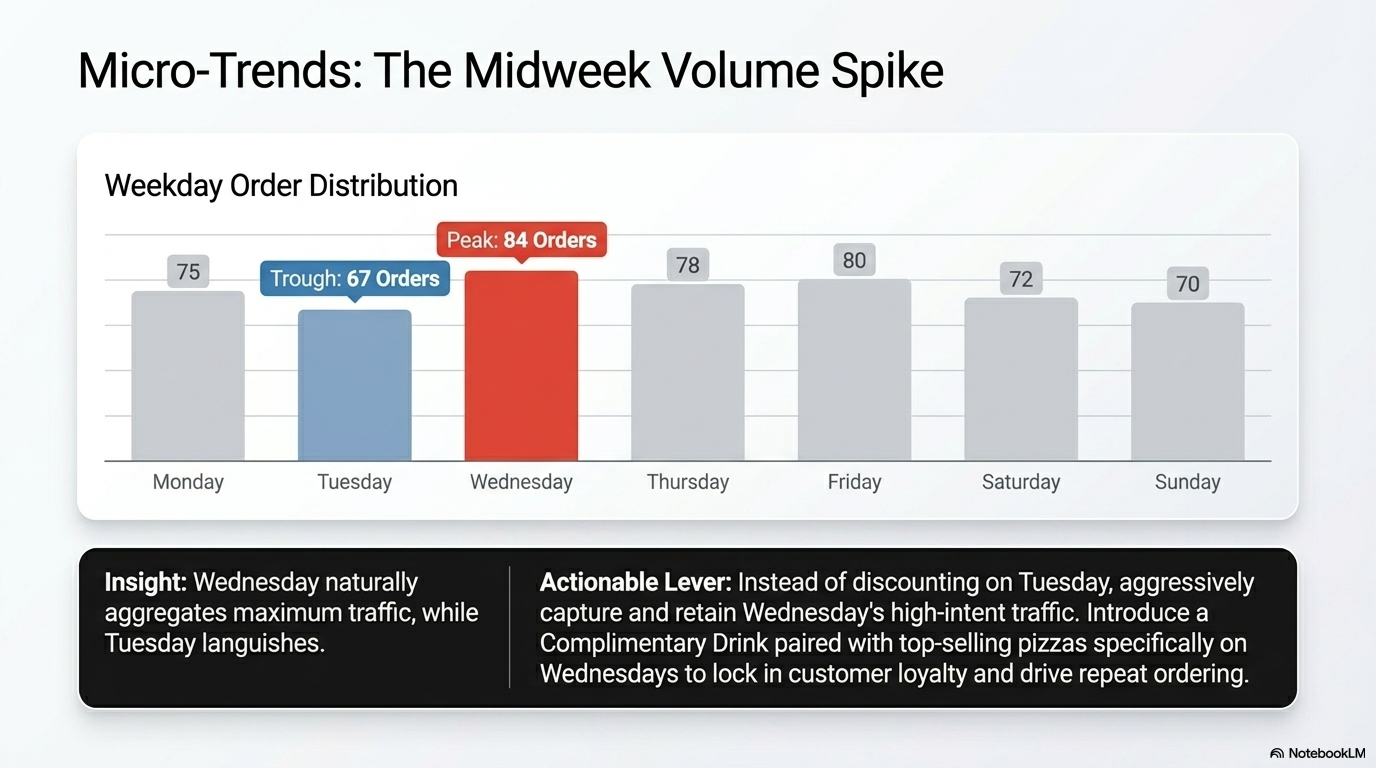 Micro-Trends: The Midweek Volume Spike
Weekday Order Distribution
75
Trough: 67 Orders
Peak: 84 Orders
78
80
72
70
Monday
Tuesday
Wednesday
Thursday
Friday
Saturday
Sunday
Insight: Wednesday naturally
aggregates maximum traffic, while
Tuesday languishes.
Actionable Lever: Instead of discounting on Tuesday, aggressively
capture and retain Wednesday's high-intent traffic. Introduce a
Complimentary Drink paired with top-selling pizzas specifically on
Wednesdays to lock in customer loyalty and drive repeat ordering.
NotebookLM